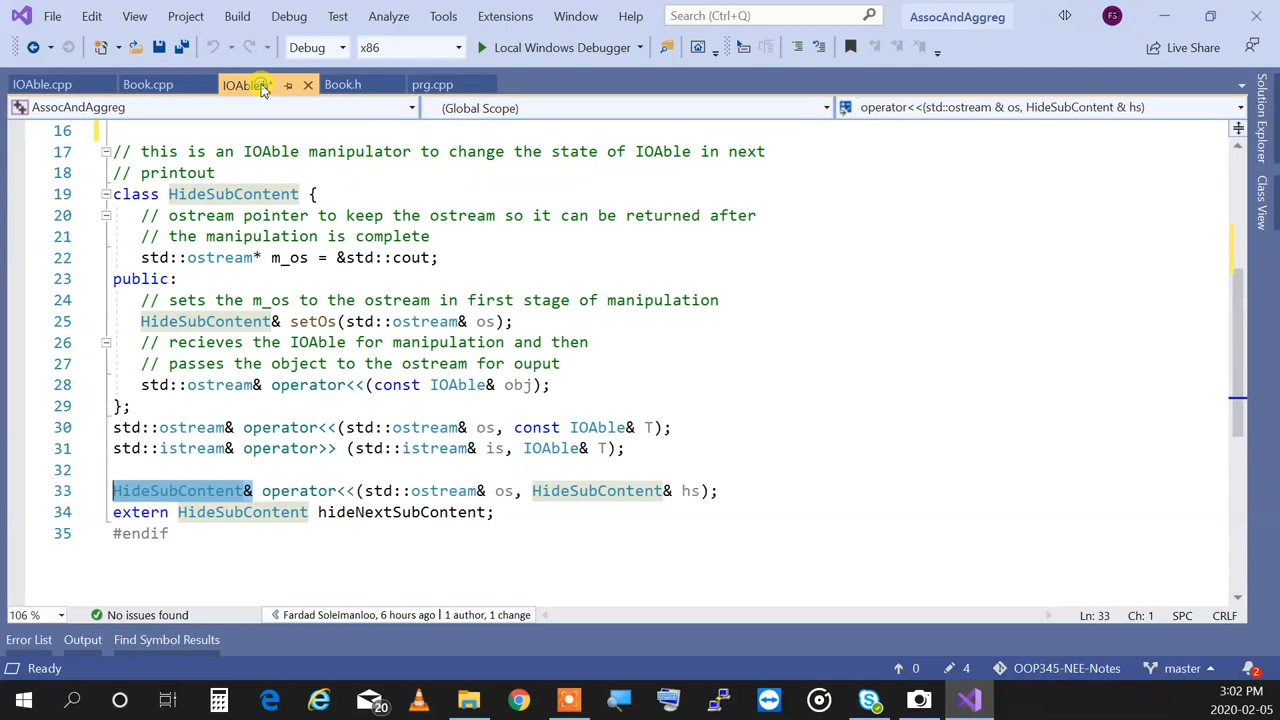 File Edit View Project Build Debug Test Analyze Tools Extensions Window Help Search (Ctrl+Q) AssocAndAggreg FS
Debug x86 Local Windows Debugger Live Share
IOAble.cpp Book.cpp Book.h prg.cpp
AssocAndAggreg (Global Scope) operator<<(std::ostream & os, HideSubContent & hs)
16
17 // this is an IOAble manipulator to change the state of IOAble in next
18 // printout
19 class HideSubContent {
20 // ostream pointer to keep the ostream so it can be returned after
21 // the manipulation is complete
22 std::ostream* m_os = &std::cout;
23 public:
24 // sets the m_os to the ostream in first stage of manipulation
25 HideSubContent& setOs(std::ostream& os);
26 // recieves the IOAble for manipulation and then
27 // passes the object to the ostream for ouput
28 std::ostream& operator<<(const IOAble& obj);
29 };
30 std::ostream& operator<<(std::ostream& os, const IOAble& T);
31 std::istream& operator>> (std::istream& is, IOAble& T);
32
33 HideSubContent& operator<<(std::ostream& os, HideSubContent& hs);
34 extern HideSubContent hideNextSubContent;
35 #endif
Solution Explorer
Class View
106 % No issues found Fardad Soleimanloo, 6 hours ago | 1 author, 1 change Ln: 33 Ch: 1 SPC CRLF
Error List Output Find Symbol Results
Ready 0 4 OOP345-NEE-Notes master 2
20 3:02 PM
2020-02-05